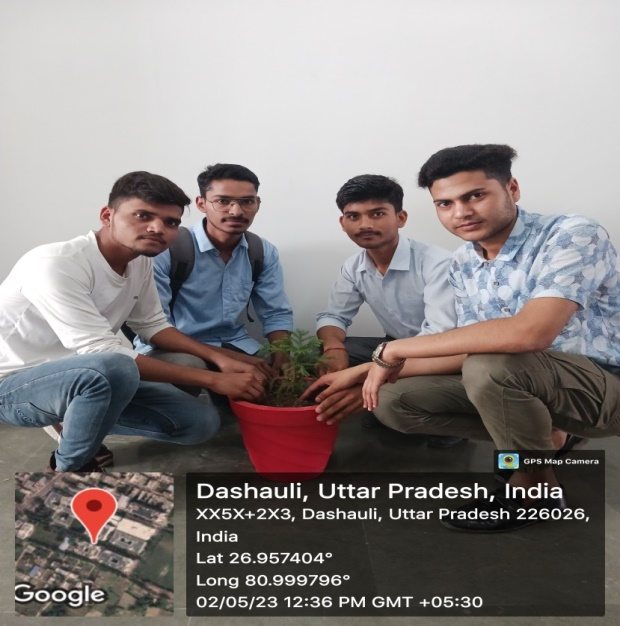 GPS Map Camera
Dashauli, Uttar Pradesh, India
XX5X+2X3, Dashauli, Uttar Pradesh 226026,
India
Lat 26.957404°
Long 80.999796°
02/05/23 12:36 PM GMT +05:30
Google